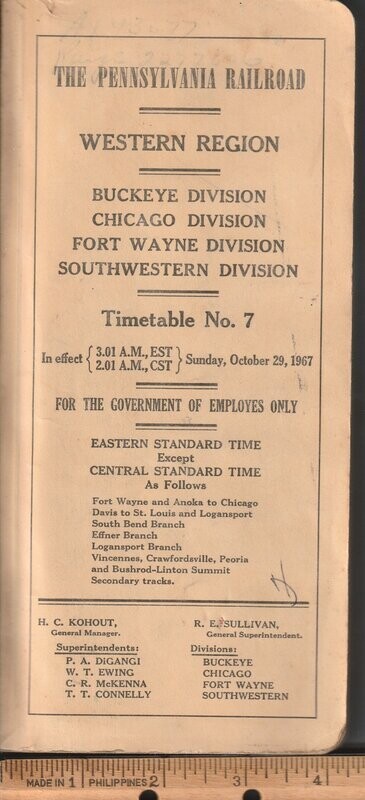 THE PENNSYLVANIA RAILROAD
WESTERN REGION
BUCKEYE DIVISION
CHICAGO DIVISION
FORT WAYNE DIVISION
SOUTHWESTERN DIVISION
Timetable No. 7
In effect { 3.01 A.M., EST } Sunday, October 29, 1967
2.01 A.M., CST
FOR THE GOVERNMENT OF EMPLOYES ONLY
EASTERN STANDARD TIME
Except
CENTRAL STANDARD TIME
As Follows
Fort Wayne and Anoka to Chicago
Davis to St. Louis and Logansport
South Bend Branch
Effner Branch
Logansport Branch
Vincennes, Crawfordsville, Peoria
and Bushrod-Linton Summit
Secondary tracks.
H. C. KOHOUT, R. E. SULLIVAN,
General Manager. General Superintendent.
Superintendents: Divisions:
P. A. DiGANGI BUCKEYE
W. T. EWING CHICAGO
C. R. McKENNA FORT WAYNE
T. T. CONNELLY SOUTHWESTERN
MADE IN 1 PHILIPPINES 2 3 4